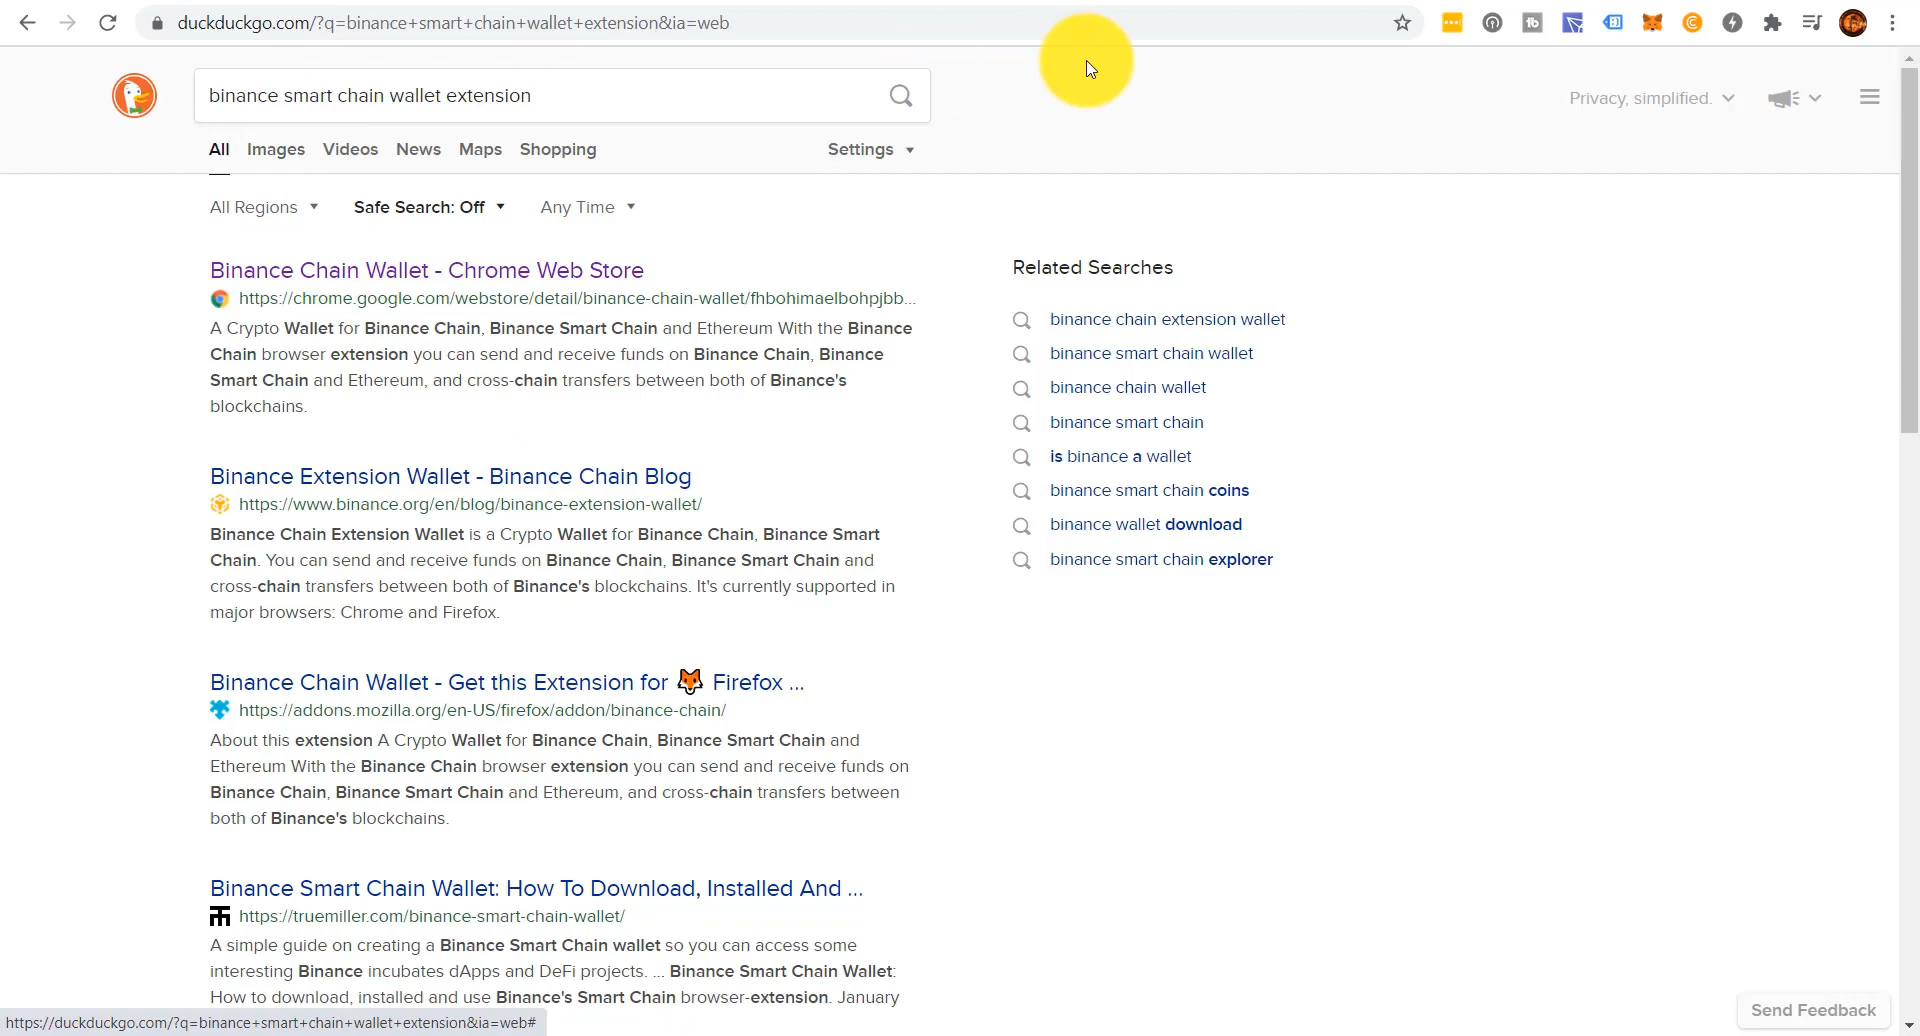 duckduckgo.com/?q=binance+smart+chain+wallet+extension&ia=web
binance smart chain wallet extension
Privacy, simplified.
All Images Videos News Maps Shopping Settings
All Regions Safe Search: Off Any Time
Binance Chain Wallet - Chrome Web Store
https://chrome.google.com/webstore/detail/binance-chain-wallet/fhbohimaelbohpjbb...
A Crypto Wallet for Binance Chain, Binance Smart Chain and Ethereum With the Binance
Chain browser extension you can send and receive funds on Binance Chain, Binance
Smart Chain and Ethereum, and cross-chain transfers between both of Binance's
blockchains.
Binance Extension Wallet - Binance Chain Blog
https://www.binance.org/en/blog/binance-extension-wallet/
Binance Chain Extension Wallet is a Crypto Wallet for Binance Chain, Binance Smart
Chain. You can send and receive funds on Binance Chain, Binance Smart Chain and
cross-chain transfers between both of Binance's blockchains. It's currently supported in
major browsers: Chrome and Firefox.
Binance Chain Wallet - Get this Extension for 🦊 Firefox ...
https://addons.mozilla.org/en-US/firefox/addon/binance-chain/
About this extension A Crypto Wallet for Binance Chain, Binance Smart Chain and
Ethereum With the Binance Chain browser extension you can send and receive funds on
Binance Chain, Binance Smart Chain and Ethereum, and cross-chain transfers between
both of Binance's blockchains.
Binance Smart Chain Wallet: How To Download, Installed And ...
https://truemiller.com/binance-smart-chain-wallet/
A simple guide on creating a Binance Smart Chain wallet so you can access some
interesting Binance incubates dApps and DeFi projects. ... Binance Smart Chain Wallet:
How to download, installed and use Binance's Smart Chain browser-extension. January
Related Searches
binance chain extension wallet
binance smart chain wallet
binance chain wallet
binance smart chain
is binance a wallet
binance smart chain coins
binance wallet download
binance smart chain explorer
Send Feedback
https://duckduckgo.com/?q=binance+smart+chain+wallet+extension&ia=web#